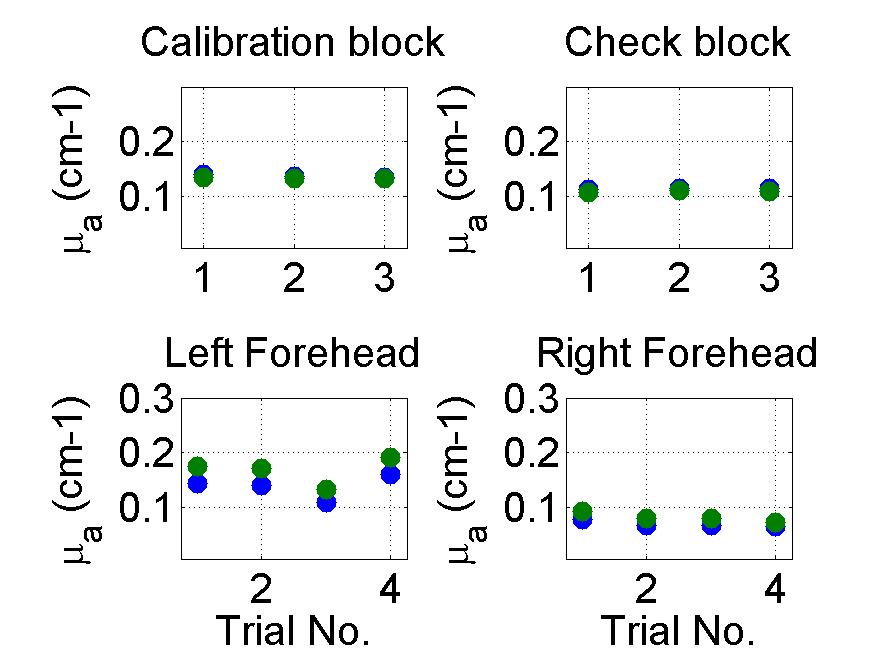 Calibration block
Check block
μa (cm-1)
0.2
0.1
1 2 3
μa (cm-1)
0.2
0.1
1 2 3
Left Forehead
Right Forehead
μa (cm-1)
0.3
0.2
0.1
2 4
Trial No.
μa (cm-1)
0.3
0.2
0.1
2 4
Trial No.